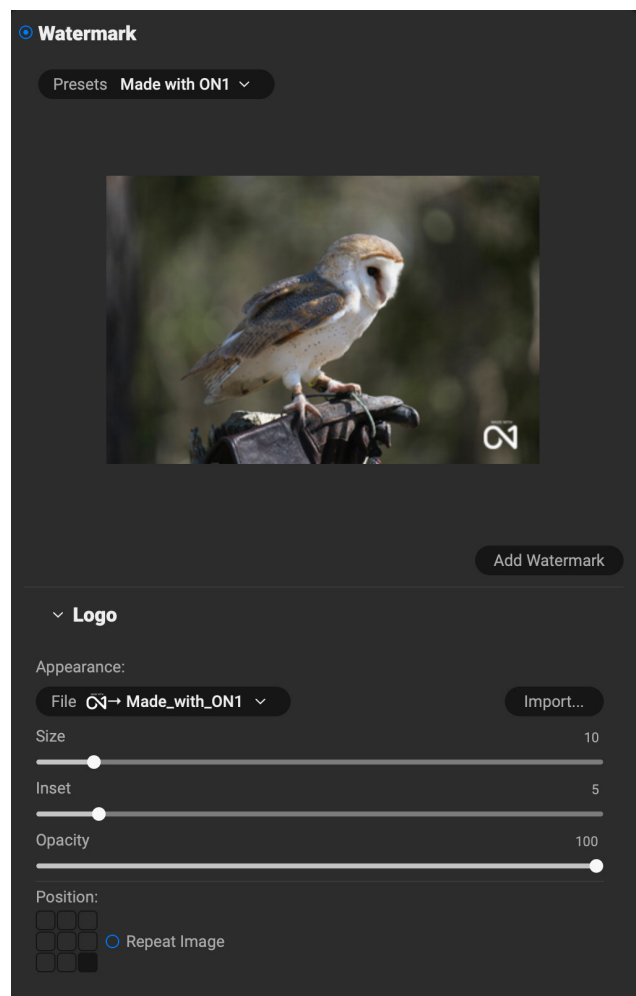 Watermark
Presets Made with ON1
Add Watermark
Logo
Appearance:
File → Made_with_ON1 Import...
Size 10
Inset 5
Opacity 100
Position:
Repeat Image